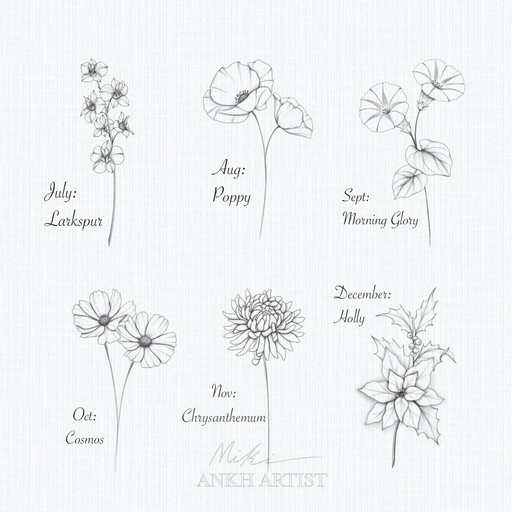 July:
Larkspur
Aug:
Poppy
Sept:
Morning Glory
Oct:
Cosmos
Nov:
Chrysanthemum
December:
Holly
Miki
ANKH ARTIST